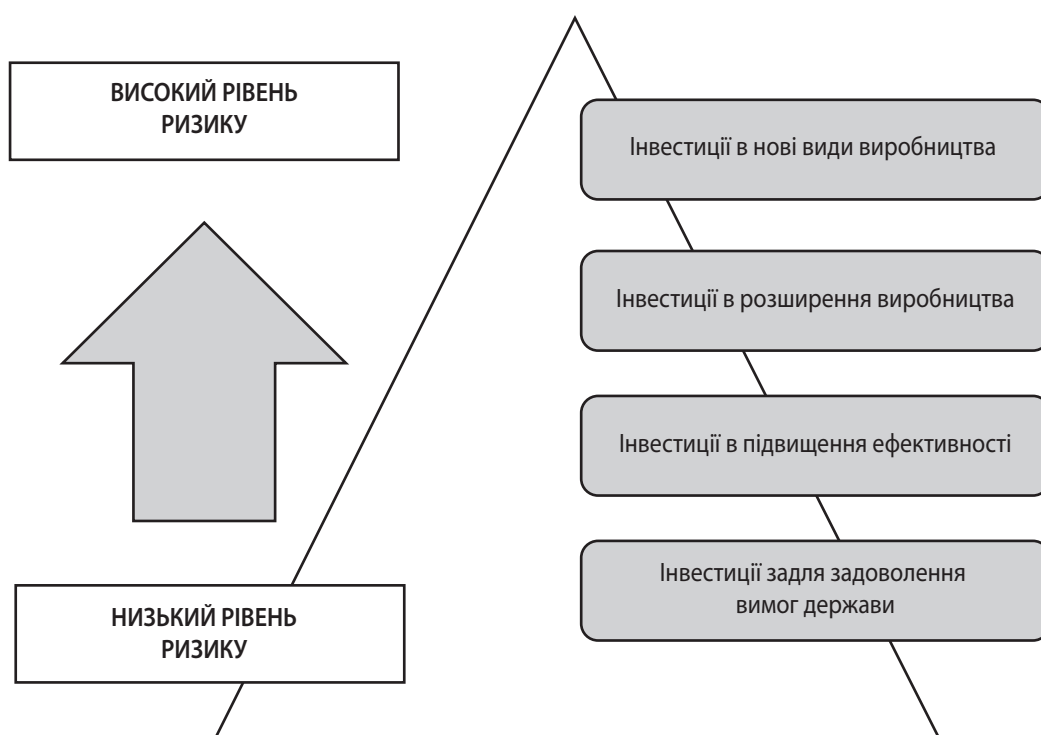 ВИСОКИЙ РІВЕНЬ
РИЗИКУ
Інвестиції в нові види виробництва
Інвестиції в розширення виробництва
Інвестиції в підвищення ефективності
Інвестиції задля задоволення
вимог держави
НИЗЬКИЙ РІВЕНЬ
РИЗИКУ